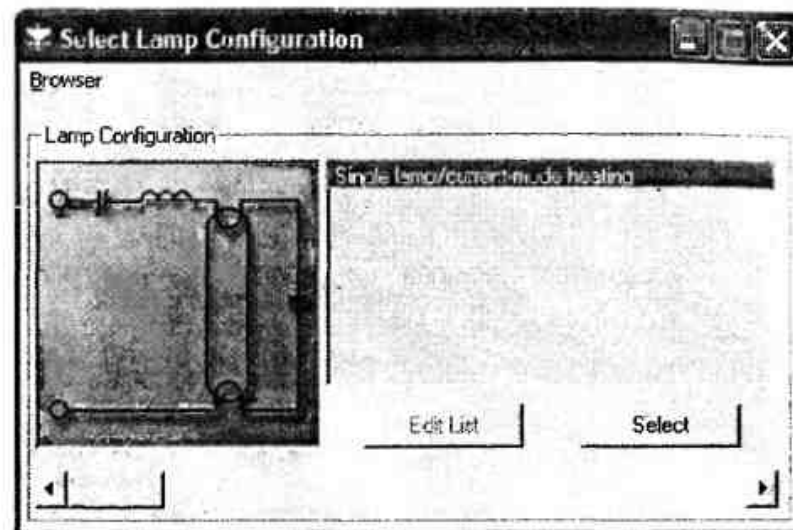 Select Lamp Configuration
Browser
Lamp Configuration
Single lamp/current-mode heating
Edit List
Select